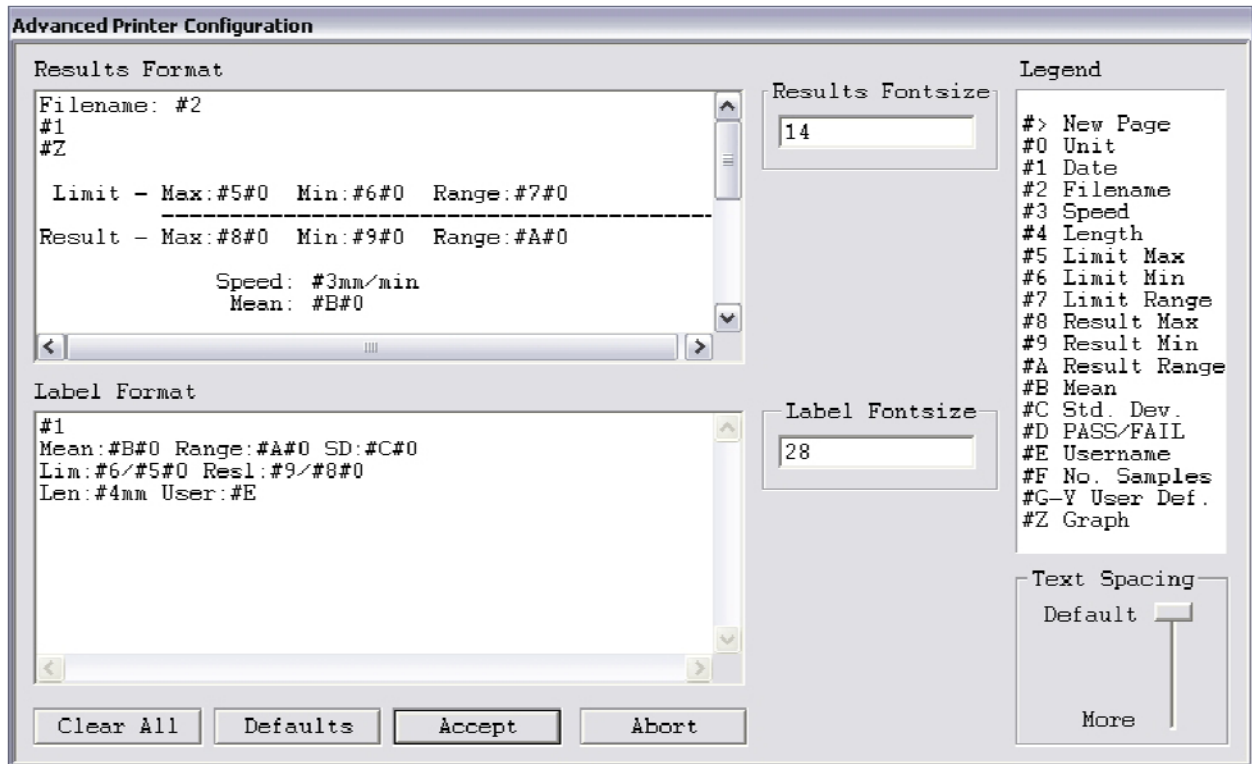 Advanced Printer Configuration
Results Format
Filename: #2
#1
#Z
Limit - Max:#5#0 Min:#6#0 Range:#7#0
----------------------------------------
Result - Max:#8#0 Min:#9#0 Range:#A#0
Speed: #3mm/min
Mean: #B#0
Results Fontsize
14
Label Format
#1
Mean:#B#0 Range:#A#0 SD:#C#0
Lim:#6/#5#0 Resl:#9/#8#0
Len:#4mm User:#E
Label Fontsize
28
Legend
#> New Page
#0 Unit
#1 Date
#2 Filename
#3 Speed
#4 Length
#5 Limit Max
#6 Limit Min
#7 Limit Range
#8 Result Max
#9 Result Min
#A Result Range
#B Mean
#C Std. Dev.
#D PASS/FAIL
#E Username
#F No. Samples
#G-Y User Def.
#Z Graph
Text Spacing
Default
More
Clear All Defaults Accept Abort